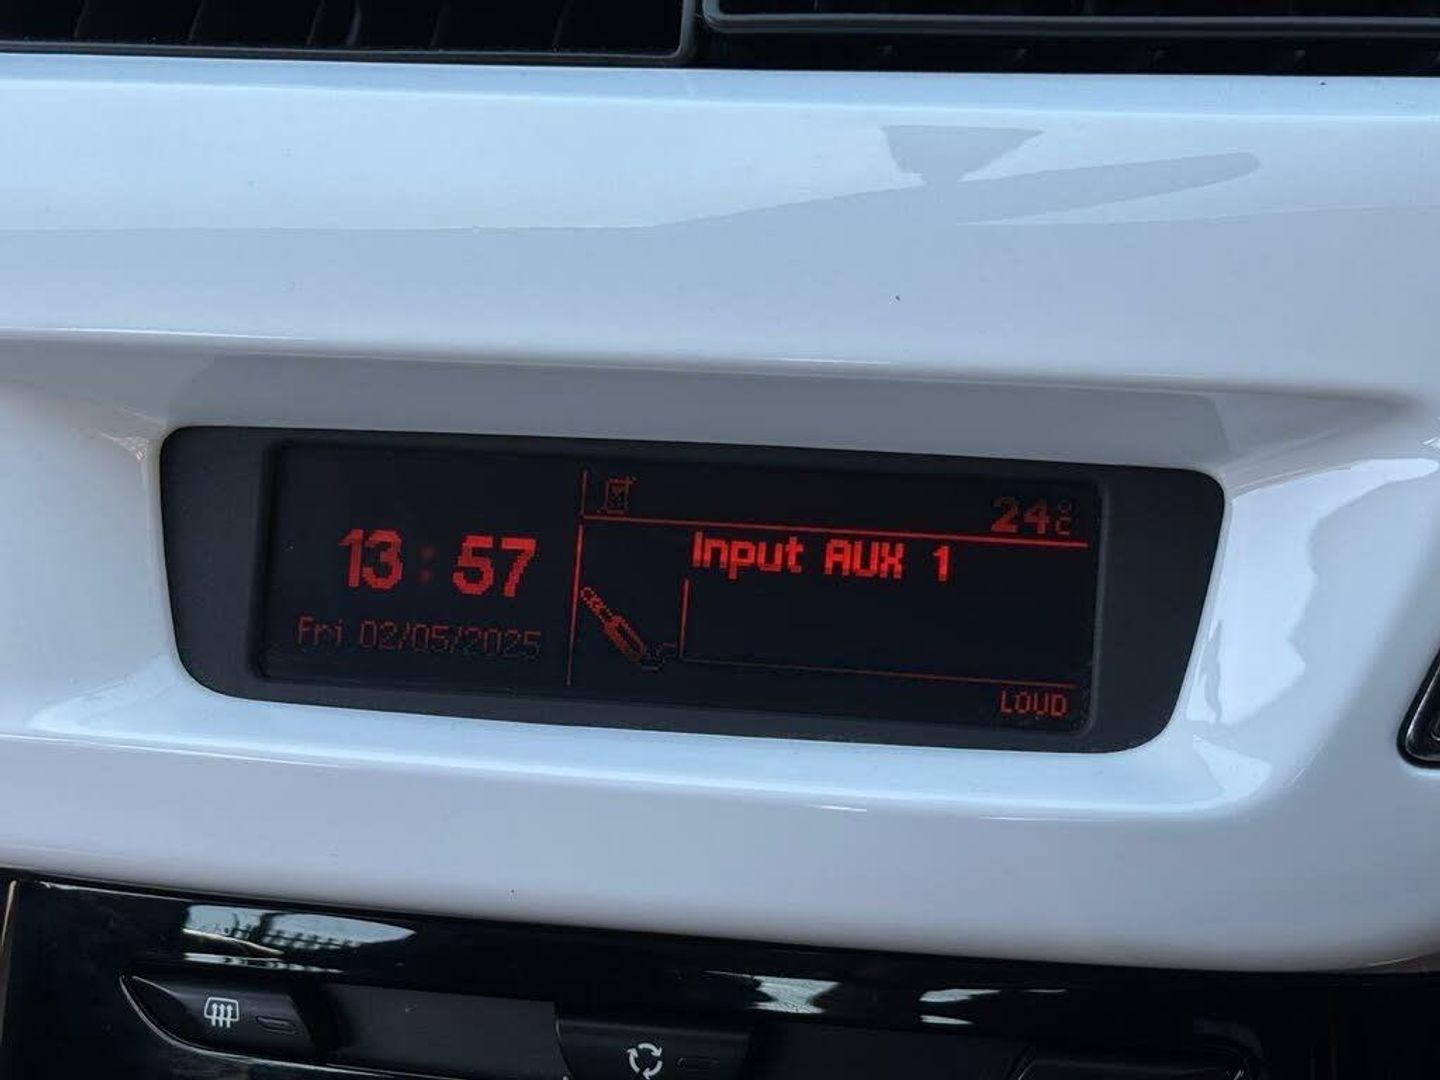 24°C
13:57
Input AUX 1
Fri 02/05/2025
LOUD